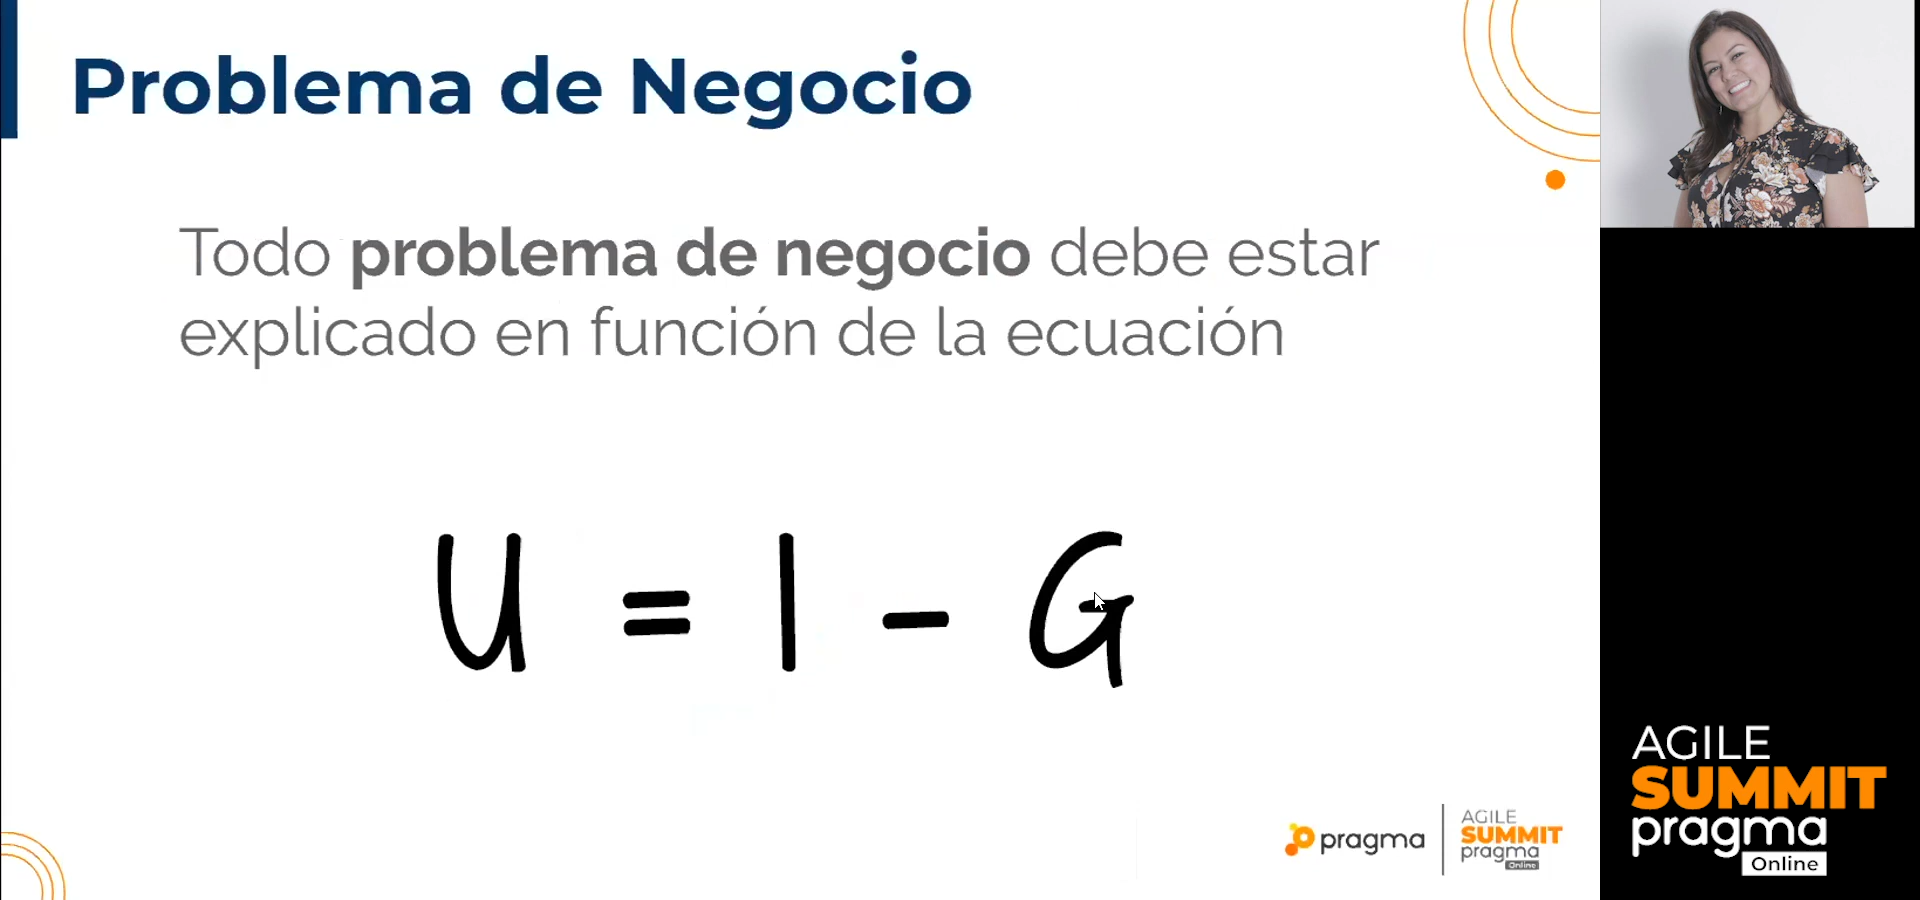 Problema de Negocio
Todo problema de negocio debe estar
explicado en función de la ecuación
U = I - G
pragma
AGILE
SUMMIT
pragma
Online
AGILE
SUMMIT
pragma
Online